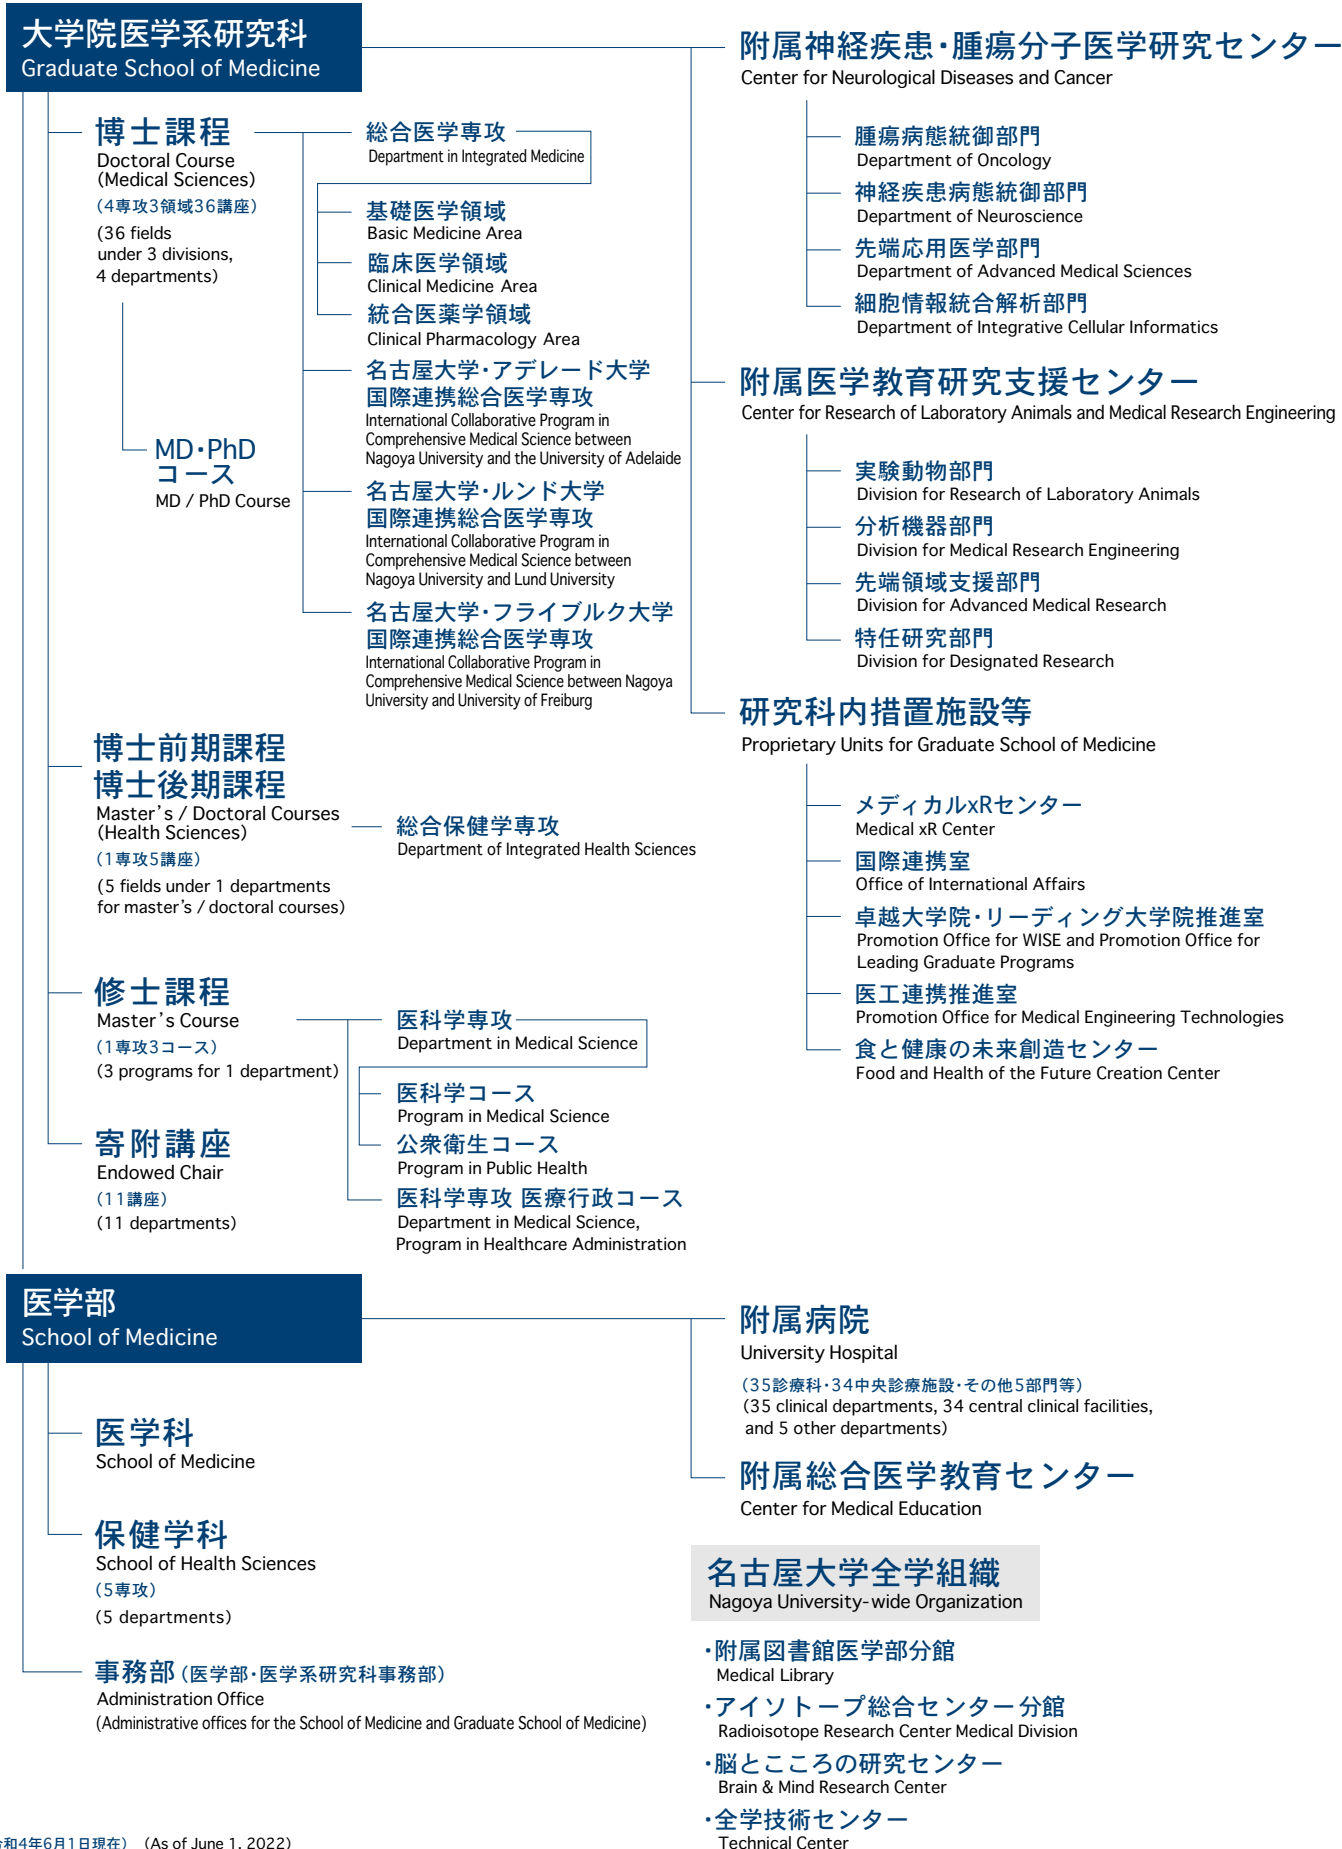 大学院医学系研究科
Graduate School of Medicine
博士課程
Doctoral Course
(Medical Sciences)
（4専攻3領域36講座）
（36 fields
under 3 divisions,
4 departments）
MD・PhD
コース
MD / PhD Course
総合医学専攻
Department in Integrated Medicine
基礎医学領域
Basic Medicine Area
臨床医学領域
Clinical Medicine Area
統合医薬学領域
Clinical Pharmacology Area
名古屋大学・アデレード大学
国際連携総合医学専攻
International Collaborative Program in
Comprehensive Medical Science between
Nagoya University and the University of Adelaide
名古屋大学・ルンド大学
国際連携総合医学専攻
International Collaborative Program in
Comprehensive Medical Science between
Nagoya University and Lund University
名古屋大学・フライブルク大学
国際連携総合医学専攻
International Collaborative Program in
Comprehensive Medical Science between Nagoya
University and University of Freiburg
博士前期課程
博士後期課程
Master's / Doctoral Courses
(Health Sciences)
（1専攻5講座）
（5 fields under 1 departments
for master's / doctoral courses）
総合保健学専攻
Department of Integrated Health Sciences
修士課程
Master's Course
（1専攻3コース）
（3 programs for 1 department）
医科学専攻
Department in Medical Science
医科学コース
Program in Medical Science
公衆衛生コース
Program in Public Health
医科学専攻 医療行政コース
Department in Medical Science,
Program in Healthcare Administration
寄附講座
Endowed Chair
（11講座）
（11 departments）
附属神経疾患・腫瘍分子医学研究センター
Center for Neurological Diseases and Cancer
腫瘍病態統御部門
Department of Oncology
神経疾患病態統御部門
Department of Neuroscience
先端応用医学部門
Department of Advanced Medical Sciences
細胞情報統合解析部門
Department of Integrative Cellular Informatics
附属医学教育研究支援センター
Center for Research of Laboratory Animals and Medical Research Engineering
実験動物部門
Division for Research of Laboratory Animals
分析機器部門
Division for Medical Research Engineering
先端領域支援部門
Division for Advanced Medical Research
特任研究部門
Division for Designated Research
研究科内措置施設等
Proprietary Units for Graduate School of Medicine
メディカルxRセンター
Medical xR Center
国際連携室
Office of International Affairs
卓越大学院・リーディング大学院推進室
Promotion Office for WISE and Promotion Office for
Leading Graduate Programs
医工連携推進室
Promotion Office for Medical Engineering Technologies
食と健康の未来創造センター
Food and Health of the Future Creation Center
医学部
School of Medicine
医学科
School of Medicine
保健学科
School of Health Sciences
（5専攻）
（5 departments）
事務部（医学部・医学系研究科事務部）
Administration Office
(Administrative offices for the School of Medicine and Graduate School of Medicine)
附属病院
University Hospital
（35診療科・34中央診療施設・その他5部門等）
（35 clinical departments, 34 central clinical facilities,
and 5 other departments）
附属総合医学教育センター
Center for Medical Education
名古屋大学全学組織
Nagoya University-wide Organization
・附属図書館医学部分館
Medical Library
・アイソトープ総合センター分館
Radioisotope Research Center Medical Division
・脳とこころの研究センター
Brain & Mind Research Center
・全学技術センター
Technical Center
和4年6月1日現在）（As of June 1, 2022）